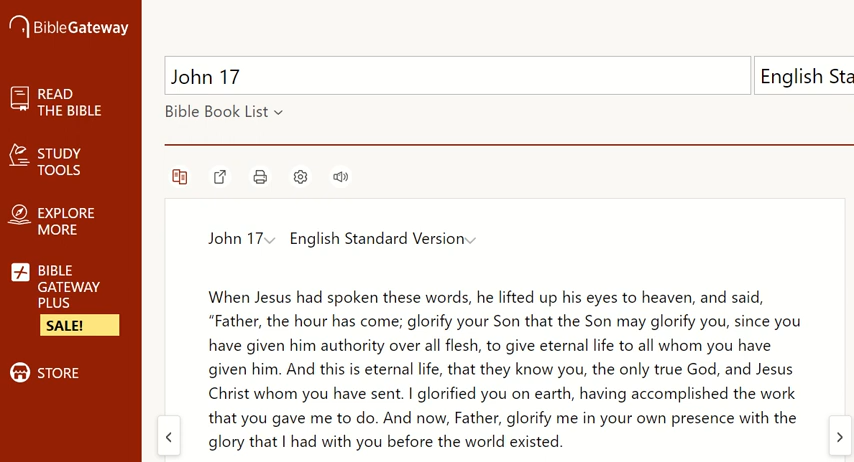 BibleGateway
READ
THE BIBLE
STUDY
TOOLS
EXPLORE
MORE
BIBLE
GATEWAY
PLUS
SALE!
STORE
John 17
English Sta
Bible Book List
John 17
English Standard Version
When Jesus had spoken these words, he lifted up his eyes to heaven, and said,
“Father, the hour has come; glorify your Son that the Son may glorify you, since you
have given him authority over all flesh, to give eternal life to all whom you have
given him. And this is eternal life, that they know you, the only true God, and Jesus
Christ whom you have sent. I glorified you on earth, having accomplished the work
that you gave me to do. And now, Father, glorify me in your own presence with the
glory that I had with you before the world existed.